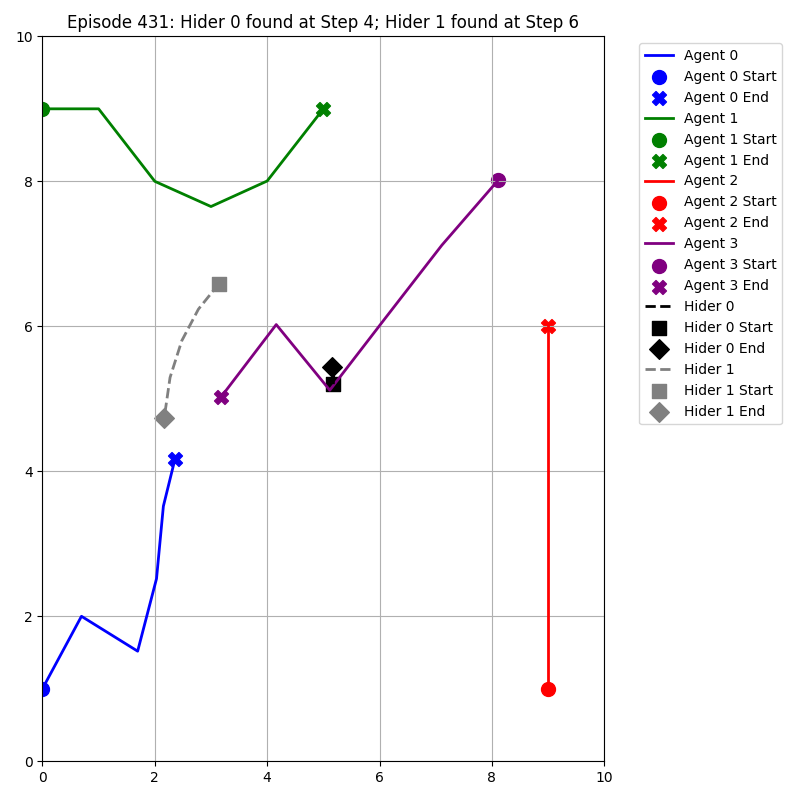 Episode 431: Hider 0 found at Step 4; Hider 1 found at Step 6
10
8
6
4
2
0
0 2 4 6 8 10
Agent 0
Agent 0 Start
Agent 0 End
Agent 1
Agent 1 Start
Agent 1 End
Agent 2
Agent 2 Start
Agent 2 End
Agent 3
Agent 3 Start
Agent 3 End
Hider 0
Hider 0 Start
Hider 0 End
Hider 1
Hider 1 Start
Hider 1 End